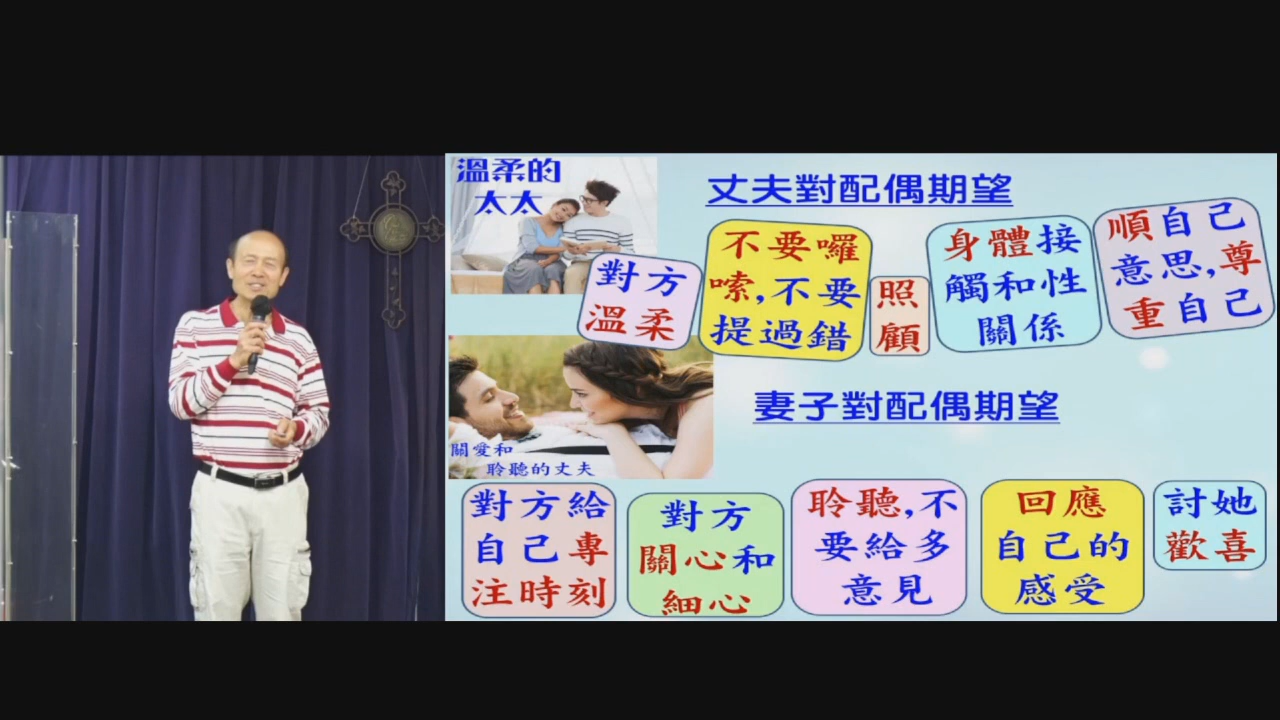 溫柔的
太太
丈夫對配偶期望
對方
溫柔
不要囉
嗦,不要
提過錯
照
顧
身體接
觸和性
關係
順自己
意思,尊
重自己
關愛和
聆聽的丈夫
妻子對配偶期望
對方給
自己專
注時刻
對方
關心和
細心
聆聽,不
要給多
意見
回應
自己的
感受
討她
歡喜